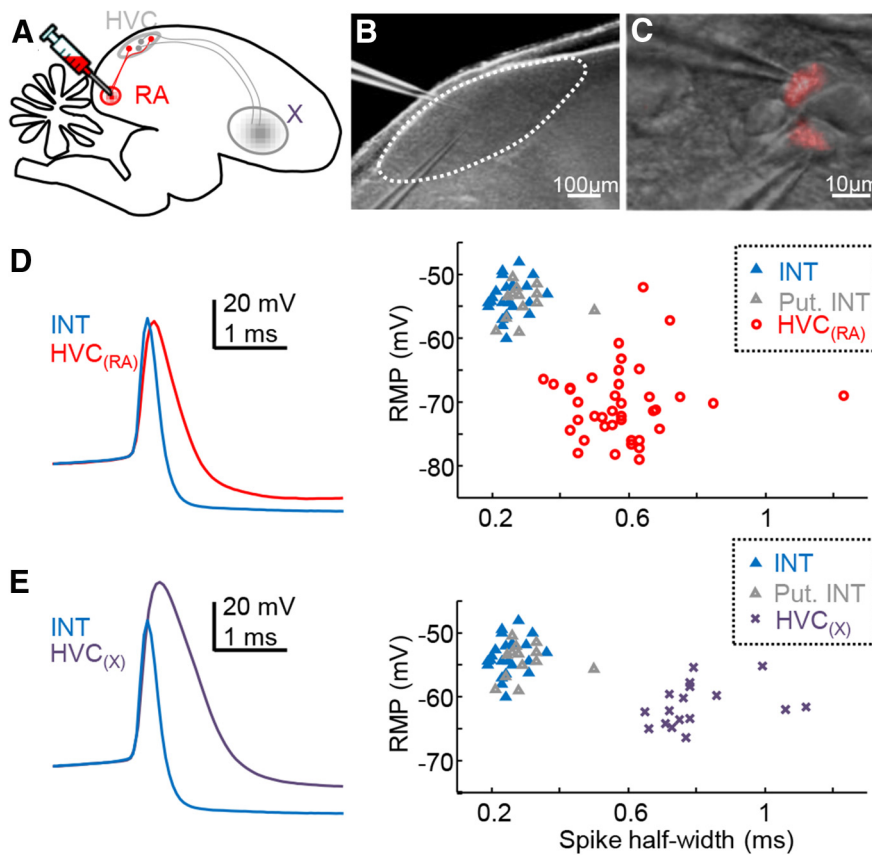 A
HVC
RA
X
B
100µm
C
10µm
D
INT
HVC(RA)
20 mV
1 ms
RMP (mV)
-50
-60
-70
-80
0.2
0.6
1
INT
Put. INT
HVC(RA)
E
INT
HVC(X)
20 mV
1 ms
RMP (mV)
-50
-60
-70
0.2
0.6
1
Spike half-width (ms)
INT
Put. INT
HVC(X)